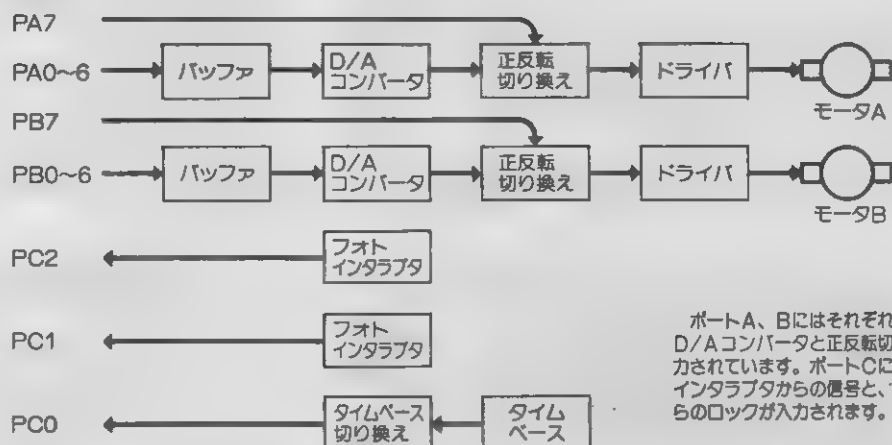 PA7
PA0~6
バッファ
D/A
コンバータ
正反転
切り換え
ドライバ
モータA
PB7
PB0~6
バッファ
D/A
コンバータ
正反転
切り換え
ドライバ
モータB
PC2
フォト
インタラプタ
PC1
フォト
インタラプタ
PC0
タイムベース
切り換え
タイム
ベース
ポートA、Bにはそれぞれ
D/Aコンバータと正反転切
力されています。ポートCに
インタラプタからの信号と、
らのロックが入力されます。